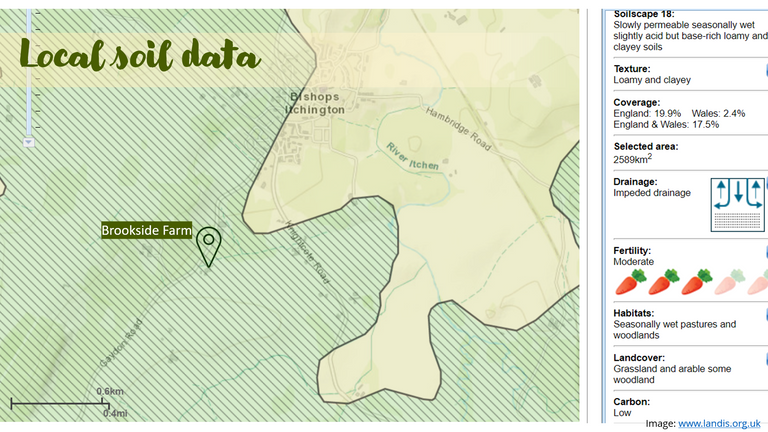 Local soil data
Bishops
Itchington
Hambridge Road
River Itchen
Brookside Farm
Knightcote Road
Gaydon Road
0.6km
0.4mi
Soilscape 18:
Slowly permeable seasonally wet
slightly acid but base-rich loamy and
clayey soils
Texture:
Loamy and clayey
Coverage:
England: 19.9% Wales: 2.4%
England & Wales: 17.5%
Selected area:
2589km²
Drainage:
Impeded drainage
Fertility:
Moderate
Habitats:
Seasonally wet pastures and
woodlands
Landcover:
Grassland and arable some
woodland
Carbon:
Low
Image: www.landis.org.uk